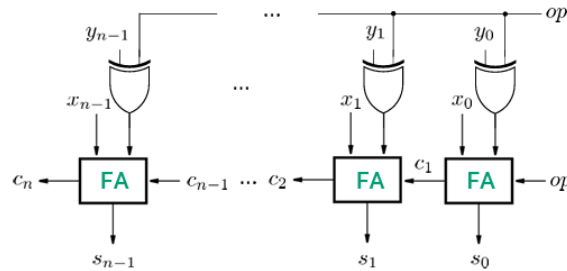 ... op
y_{n-1} y_1 y_0
...
x_{n-1} x_1 x_0
c_n FA c_{n-1} ... c_2 FA c_1 FA op
s_{n-1} s_1 s_0